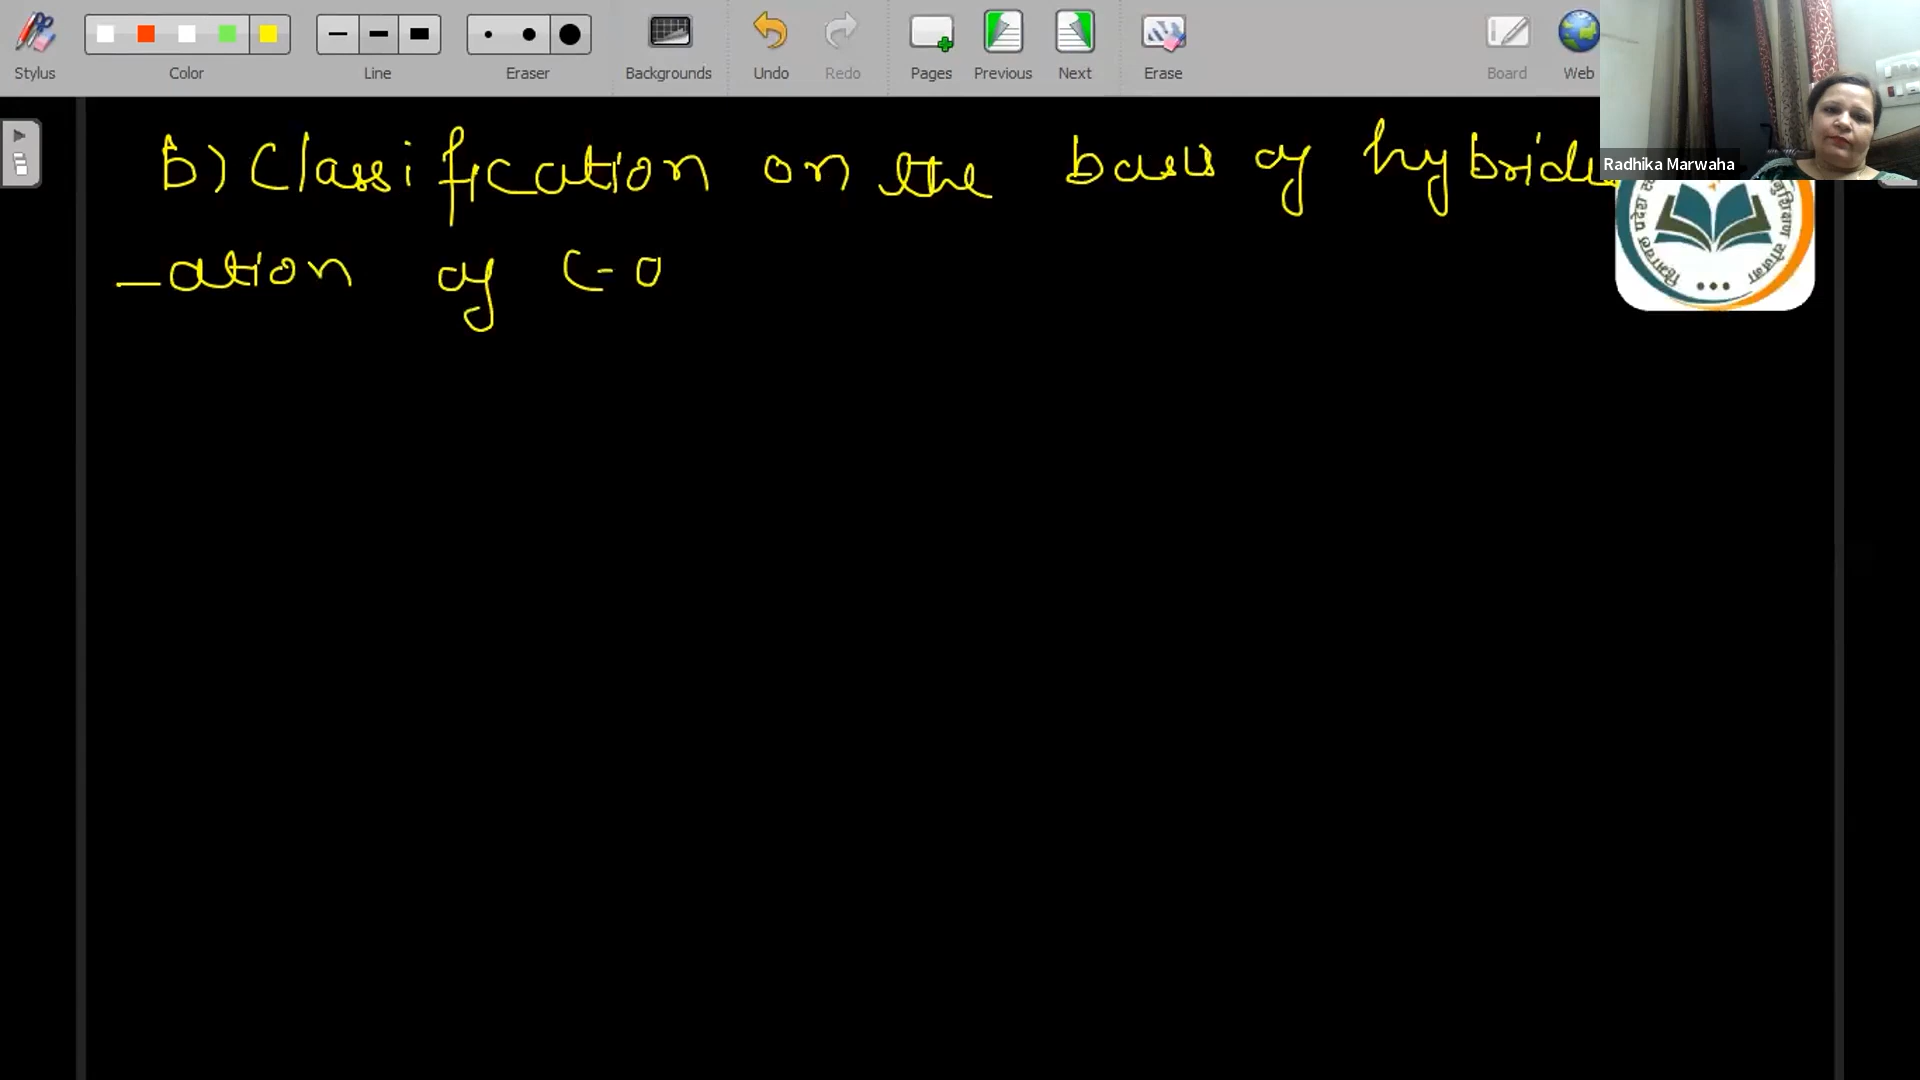 Stylus
Color
Line
Eraser
Backgrounds
Undo
Redo
Pages
Previous
Next
Erase
Board
Web
Radhika Marwaha
b) Classification on the basis of hybridis
-ation of C-O